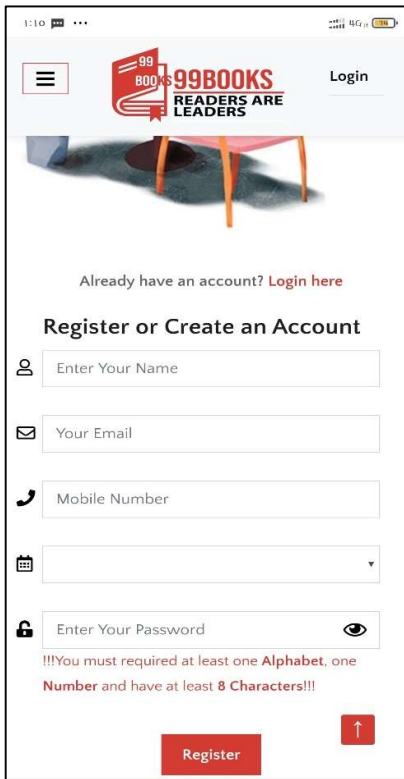 1:10
4G
99
BOOKS
99BOOKS
READERS ARE
LEADERS
Login
Already have an account? Login here
Register or Create an Account
Enter Your Name
Your Email
Mobile Number
Enter Your Password
!!!You must required at least one Alphabet, one
Number and have at least 8 Characters!!!
Register